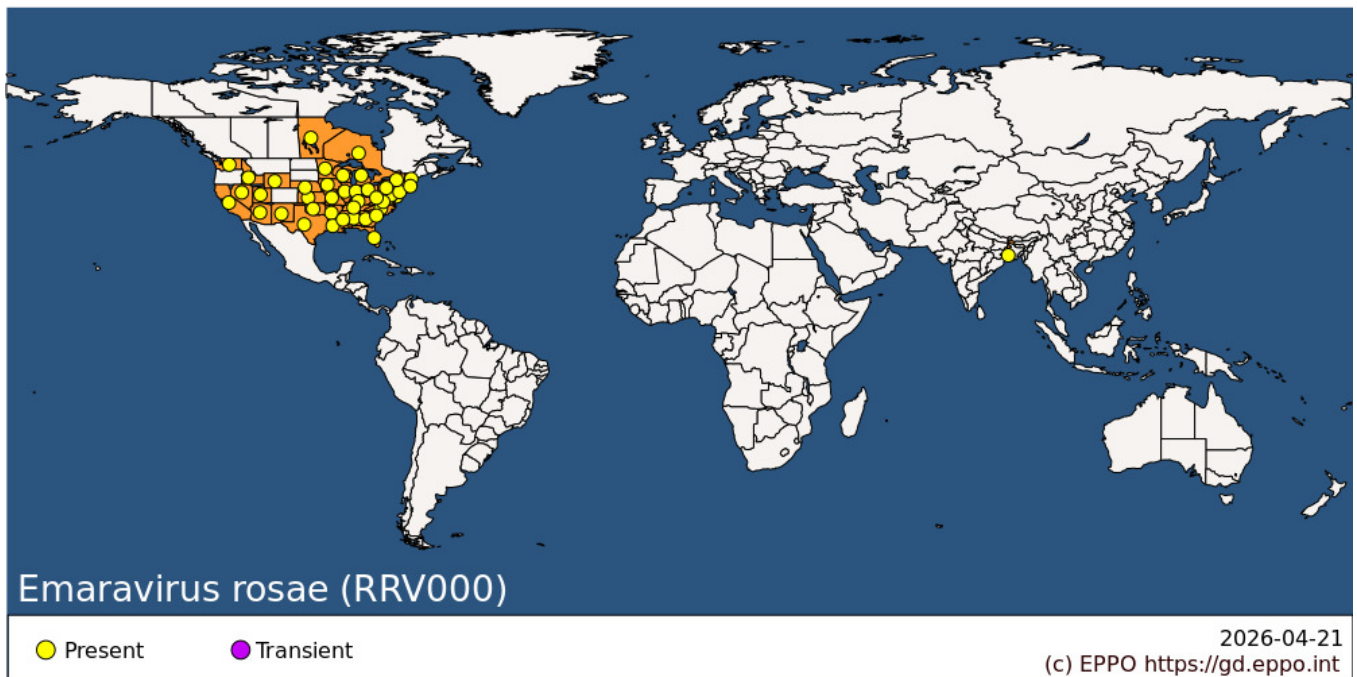 Emaravirus rosae (RRV000)
Present
Transient
2026-04-21
(c) EPPO https://gd.eppo.int